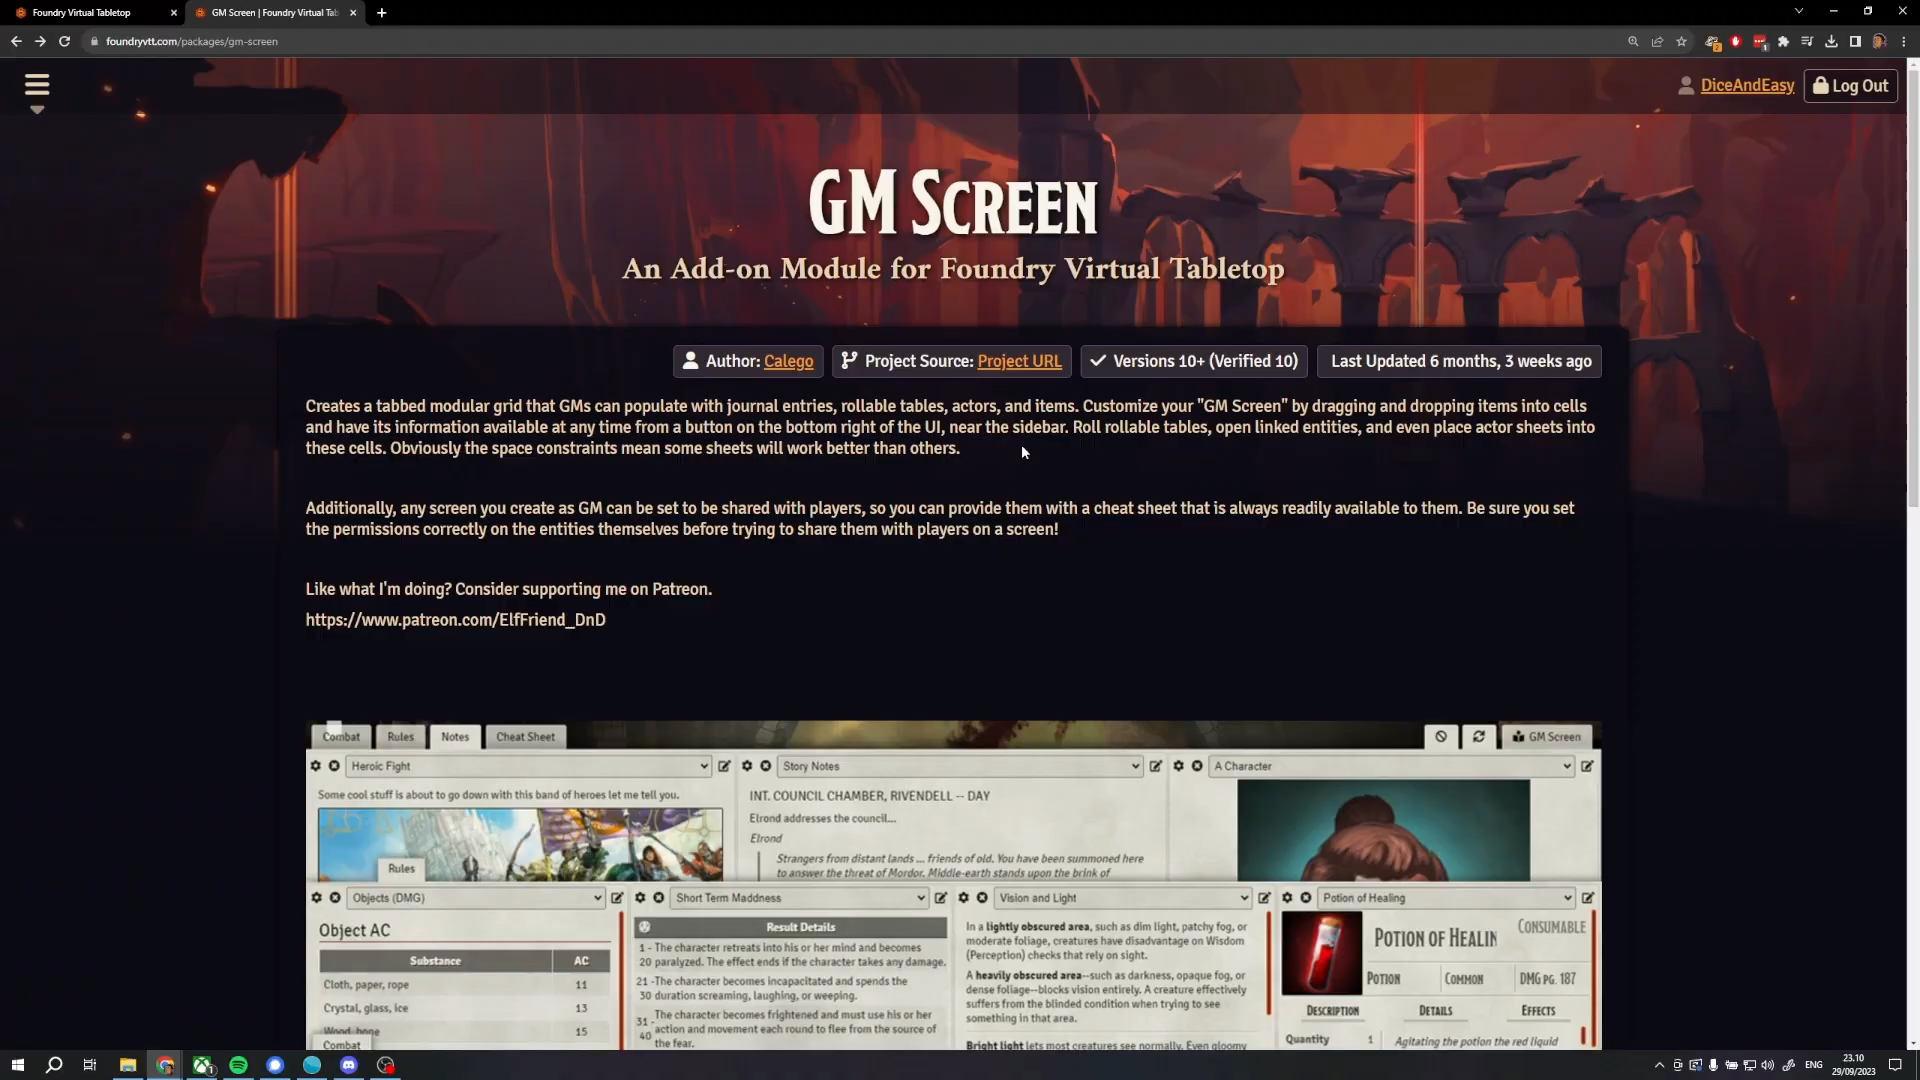 Foundry Virtual Tabletop
GM Screen | Foundry Virtual Tab
foundryvtt.com/packages/gm-screen
DiceAndEasy
Log Out
GM Screen
An Add-on Module for Foundry Virtual Tabletop
Author: Calego
Project Source: Project URL
Versions 10+ (Verified 10)
Last Updated 6 months, 3 weeks ago
Creates a tabbed modular grid that GMs can populate with journal entries, rollable tables, actors, and items. Customize your "GM Screen" by dragging and dropping items into cells
and have its information available at any time from a button on the bottom right of the UI, near the sidebar. Roll rollable tables, open linked entities, and even place actor sheets into
these cells. Obviously the space constraints mean some sheets will work better than others.
Additionally, any screen you create as GM can be set to be shared with players, so you can provide them with a cheat sheet that is always readily available to them. Be sure you set
the permissions correctly on the entities themselves before trying to share them with players on a screen!
Like what I'm doing? Consider supporting me on Patreon.
https://www.patreon.com/ElfFriend_DnD
Combat
Rules
Notes
Cheat Sheet
GM Screen
Heroic Fight
Story Notes
A Character
Some cool stuff is about to go down with this band of heroes let me tell you.
INT. COUNCIL CHAMBER, RIVENDELL -- DAY
Elrond addresses the council...
Elrond
Strangers from distant lands ... friends of old. You have been summoned here
to answer the threat of Mordor. Middle-earth stands upon the brink of
Rules
Objects (DMG)
Short Term Maddness
Vision and Light
Potion of Healing
Object AC
Substance
AC
Cloth, paper, rope
11
Crystal, glass, ice
13
Wood, bone
15
Combat
Result Details
1 - The character retreats into his or her mind and becomes
20 paralyzed. The effect ends if the character takes any damage.
21 - The character becomes incapacitated and spends the
30 duration screaming, laughing, or weeping.
31 - The character becomes frightened and must use his or her
40 action and movement each round to flee from the source of
the fear.
In a lightly obscured area, such as dim light, patchy fog, or
moderate foliage, creatures have disadvantage on Wisdom
(Perception) checks that rely on sight.
A heavily obscured area--such as darkness, opaque fog, or
dense foliage--blocks vision entirely. A creature effectively
suffers from the blinded condition when trying to see
something in that area.
Bright light lets most creatures see normally. Even gloomy
Potion of Healin
Consumable
Potion
Common
DMG pg. 187
Description
Details
Effects
Quantity
1
Agitating the potion the red liquid
ENG
23.10
29/09/2023